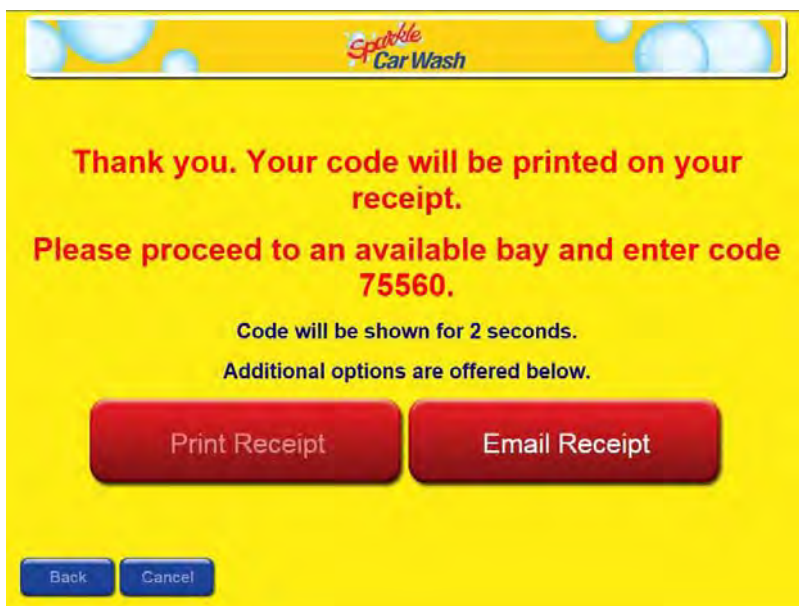 Sparkle
Car Wash
Thank you. Your code will be printed on your
receipt.
Please proceed to an available bay and enter code
75560.
Code will be shown for 2 seconds.
Additional options are offered below.
Print Receipt
Email Receipt
Back
Cancel